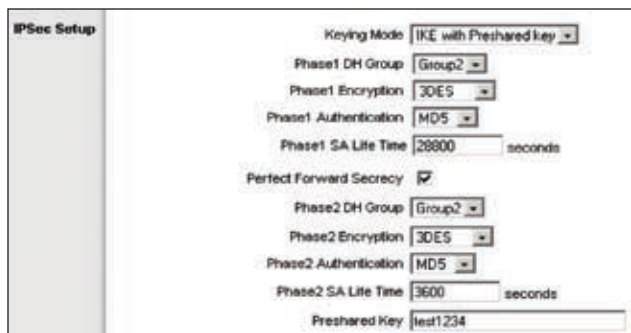 IPSec Setup
Keying Mode IKE with Preshared key
Phase1 DH Group Group2
Phase1 Encryption 3DES
Phase1 Authentication MD5
Phase1 SA Life Time 28800 seconds
Perfect Forward Secrecy
Phase2 DH Group Group2
Phase2 Encryption 3DES
Phase2 Authentication MD5
Phase2 SA Life Time 3600 seconds
Preshared Key test1234